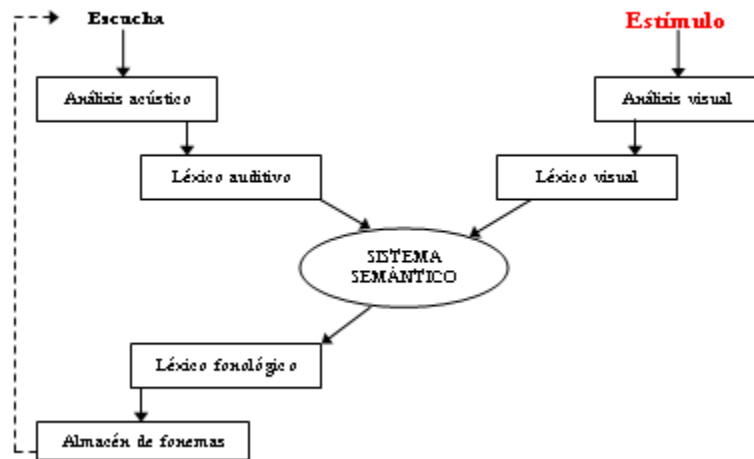 Escucha
Estímulo
Análisis acústico
Análisis visual
Léxico auditivo
Léxico visual
SISTEMA
SEMÁNTICO
Léxico fonológico
Almacén de fonemas